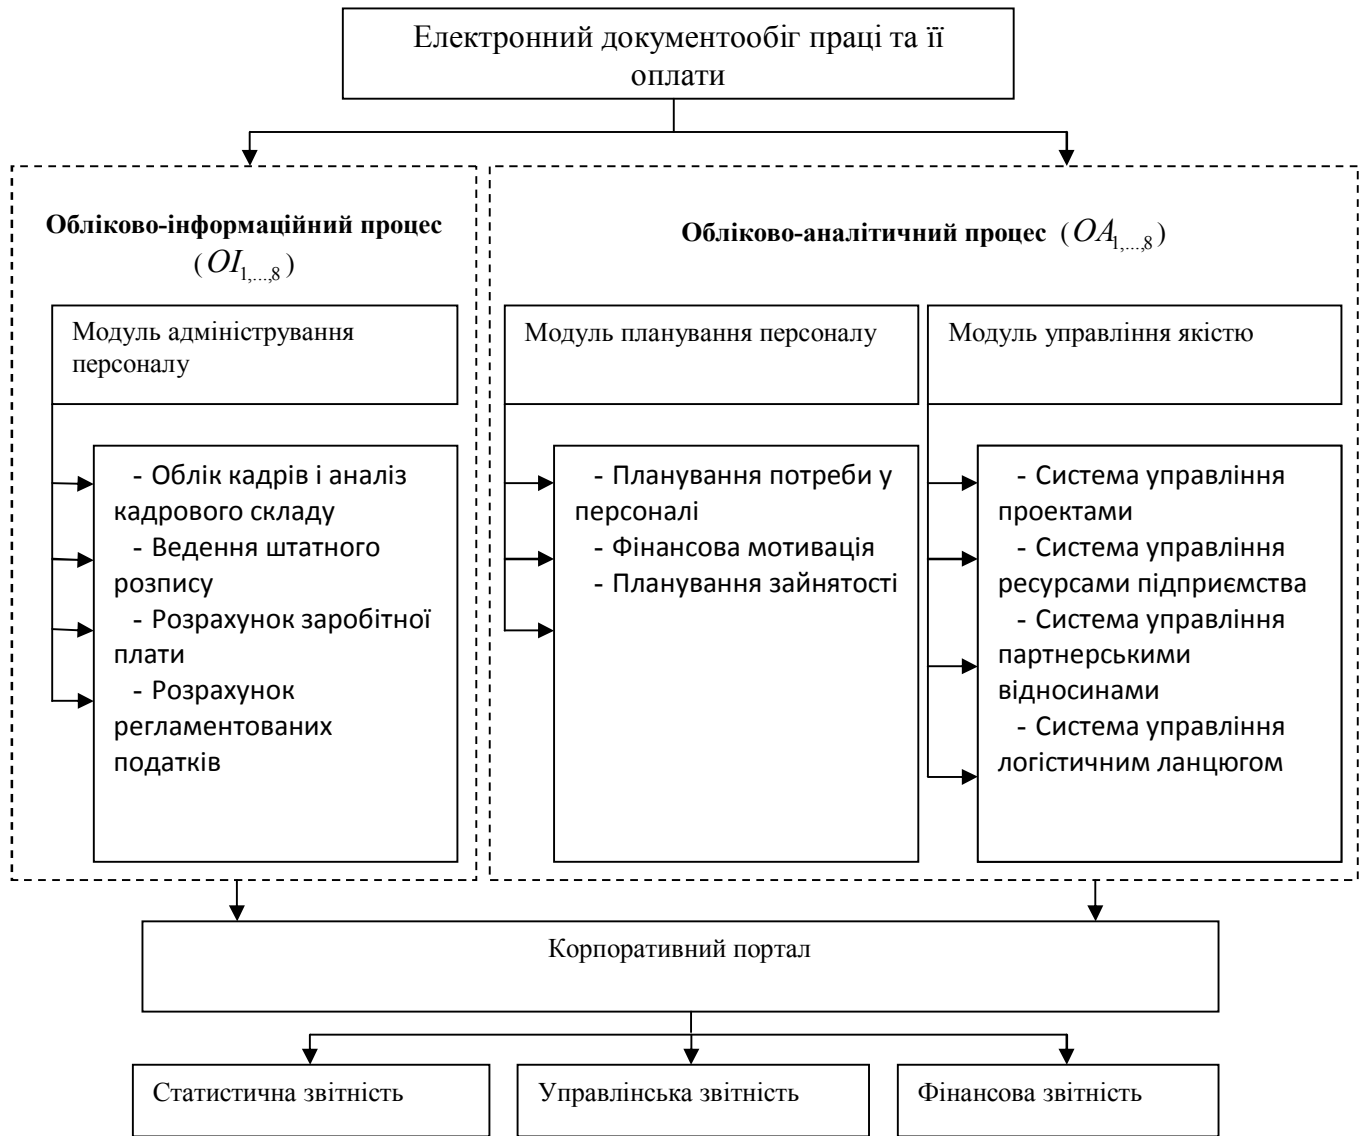 Електронний документообіг праці та її
оплати
Обліково-інформаційний процес
(OI1,...,8)
Обліково-аналітичний процес (OA1,...,8)
Модуль адміністрування
персоналу
Модуль планування персоналу
Модуль управління якістю
- Облік кадрів і аналіз
кадрового складу
- Ведення штатного
розпису
- Розрахунок заробітної
плати
- Розрахунок
регламентованих
податків
- Планування потреби у
персоналі
- Фінансова мотивація
- Планування зайнятості
- Система управління
проектами
- Система управління
ресурсами підприємства
- Система управління
партнерськими
відносинами
- Система управління
логістичним ланцюгом
Корпоративний портал
Статистична звітність
Управлінська звітність
Фінансова звітність